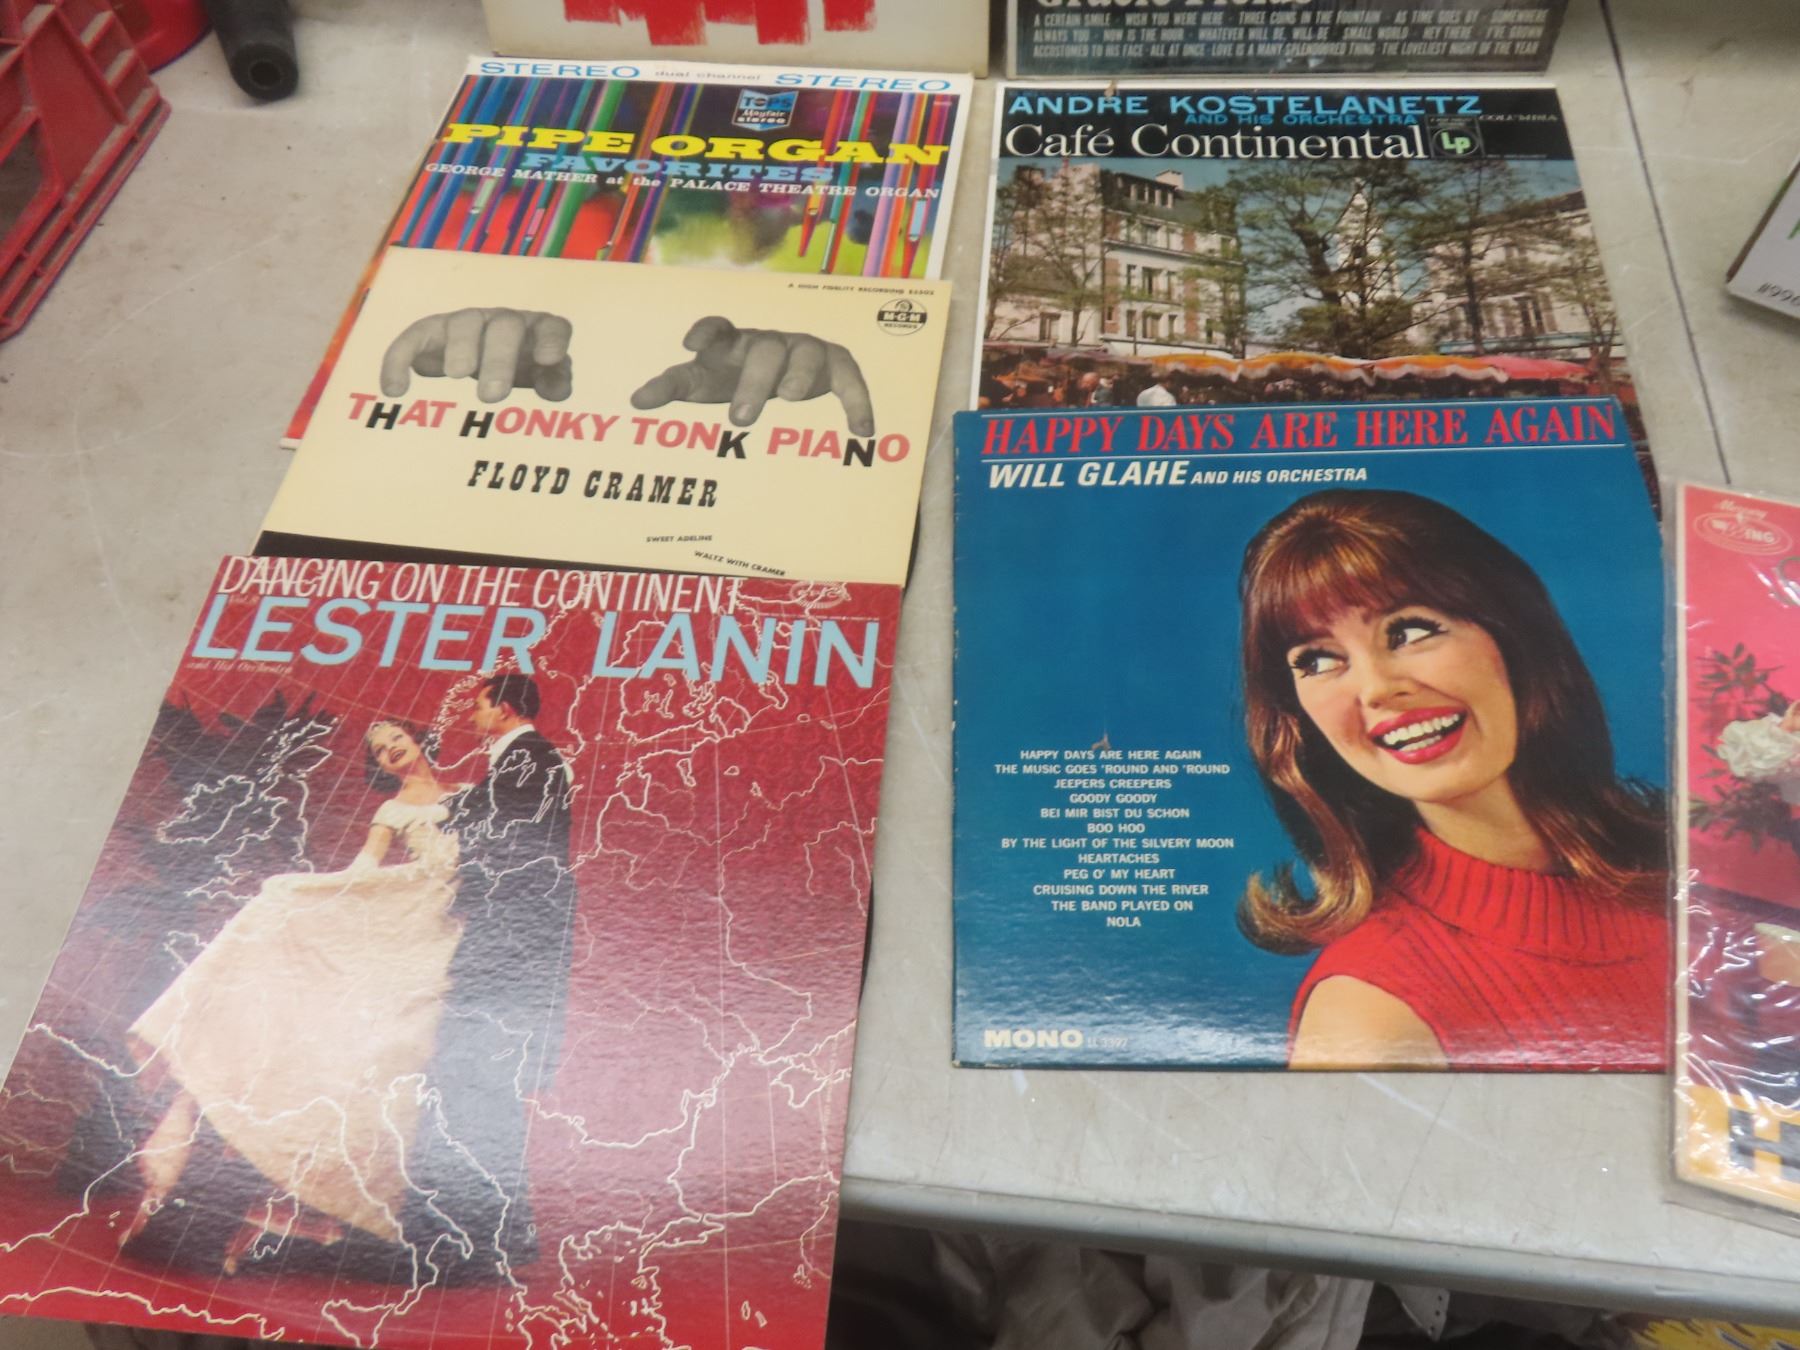 A CERTAIN SMILE · WISH YOU WERE HERE · THREE COINS IN THE FOUNTAIN · AS TIME GOES BY · SOMEWHERE
ALWAYS YOU · NOW IS THE HOUR · WHATEVER WILL BE, WILL BE · SMALL WORLD · HEY THERE · I'VE GROWN
ACCUSTOMED TO HIS FACE · ALL AT ONCE · LOVE IS A MANY-SPLENDOURED THING · THE LOVELIEST NIGHT OF THE YEAR
STEREO dual channel STEREO
TOPS
Mayfair
stereo
PIPE ORGAN
FAVORITES
GEORGE MATHER at the PALACE THEATRE ORGAN
ANDRE KOSTELANETZ
AND HIS ORCHESTRA
COLUMBIA
Café Continental
Lp
A HIGH FIDELITY RECORDING E3502
M-G-M
RECORDS
THAT HONKY TONK PIANO
FLOYD CRAMER
SWEET ADELINE
WALTZ WITH CRAMER
DANCING ON THE CONTINENT
LESTER LANIN
and His Orchestra
HAPPY DAYS ARE HERE AGAIN
WILL GLAHE AND HIS ORCHESTRA
HAPPY DAYS ARE HERE AGAIN
THE MUSIC GOES 'ROUND AND 'ROUND
JEEPERS CREEPERS
GOODY GOODY
BEI MIR BIST DU SCHON
BOO HOO
BY THE LIGHT OF THE SILVERY MOON
HEARTACHES
PEG O' MY HEART
CRUISING DOWN THE RIVER
THE BAND PLAYED ON
NOLA
MONO LL 3397
Mercury
WING